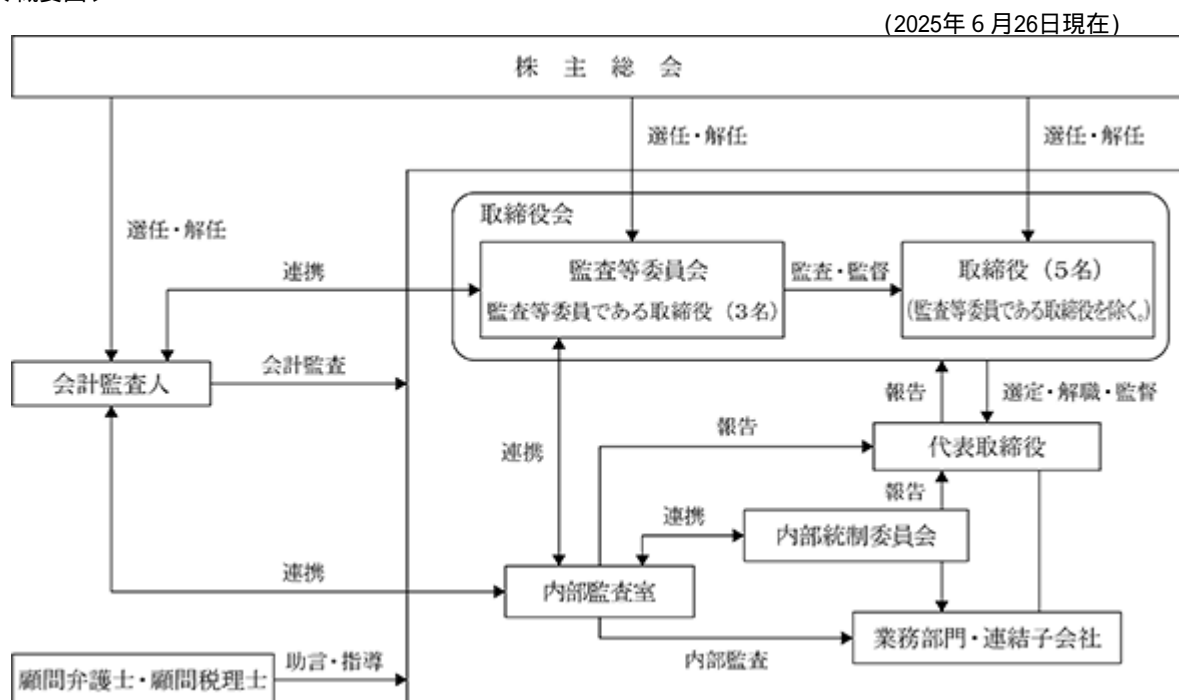 (2025年６月26日現在)
株主総会
選任・解任
選任・解任
選任・解任
取締役会
監査等委員会
監査等委員である取締役（3名）
監査・監督
取締役（5名）
（監査等委員である取締役を除く。）
連携
会計監査人
会計監査
報告
選定・解職・監督
連携
報告
代表取締役
報告
連携
内部統制委員会
連携
内部監査室
業務部門・連結子会社
内部監査
助言・指導
顧問弁護士・顧問税理士